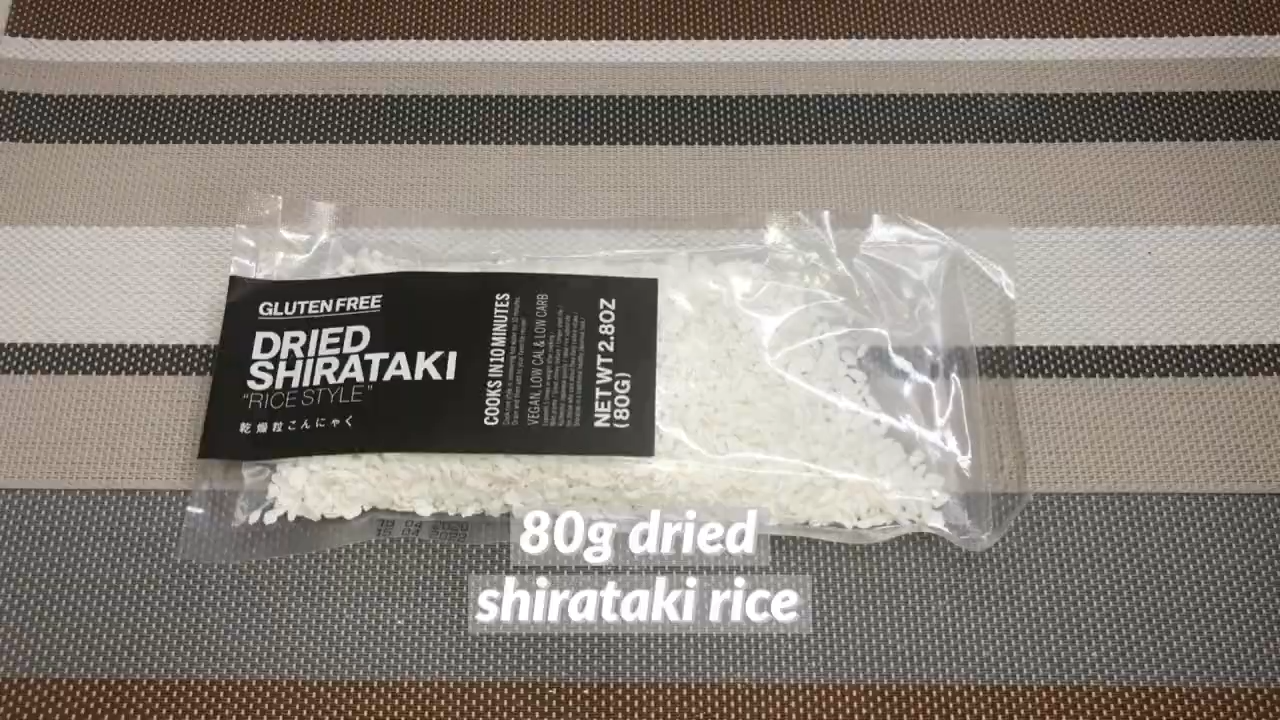 GLUTEN FREE
DRIED
SHIRATAKI
"RICE STYLE"
乾燥粒こんにゃく
COOKS IN 10 MINUTES
VEGAN, LOW CAL & LOW CARB
NET WT 2.8OZ
(80G)
80g dried
shirataki rice